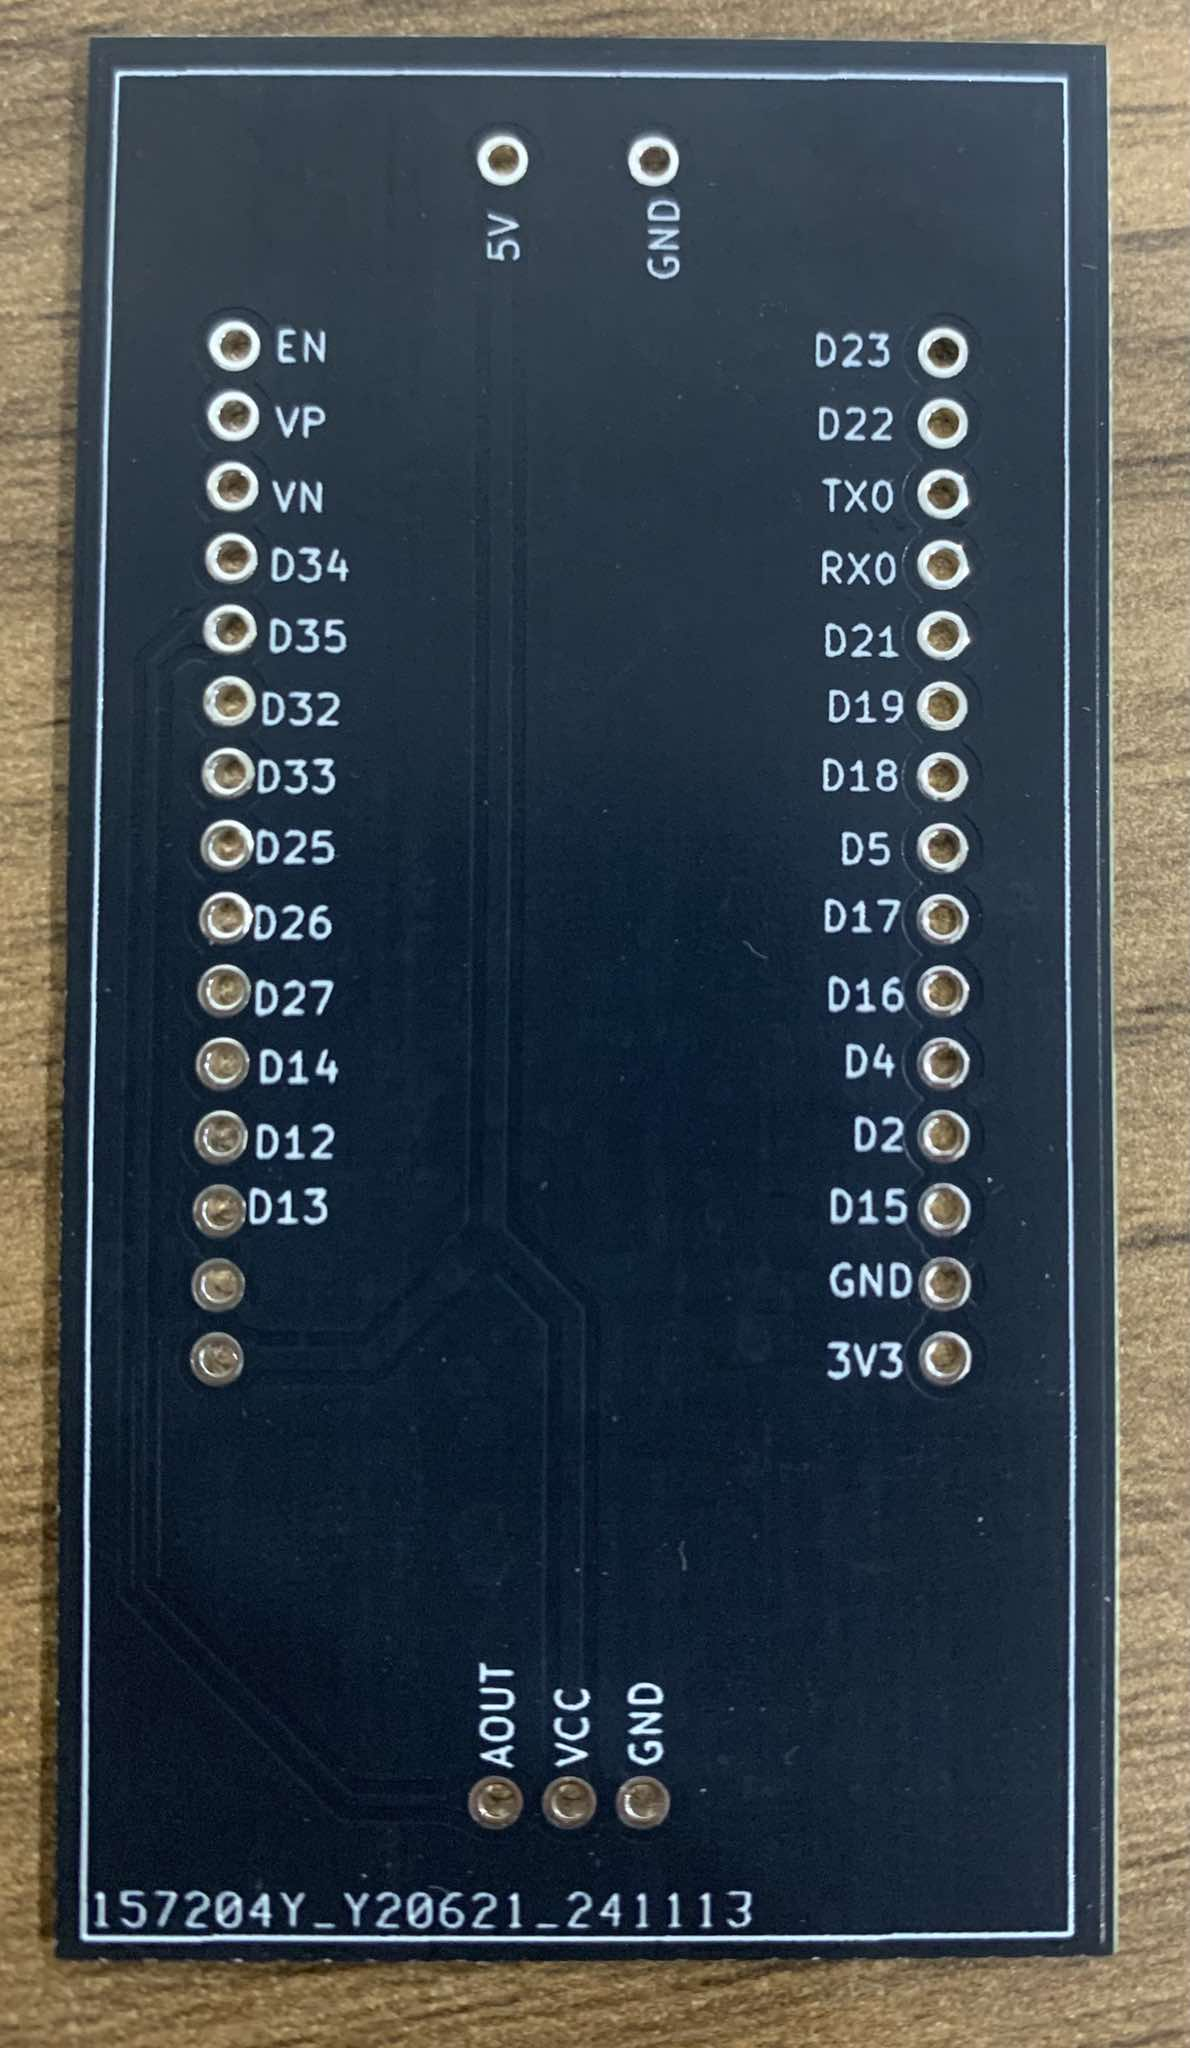 5V GND
EN D23
VP D22
VN TX0
D34 RX0
D35 D21
D32 D19
D33 D18
D25 D5
D26 D17
D27 D16
D14 D4
D12 D2
D13 D15
GND
3V3
AOUT VCC GND
157204Y_Y20621_241113